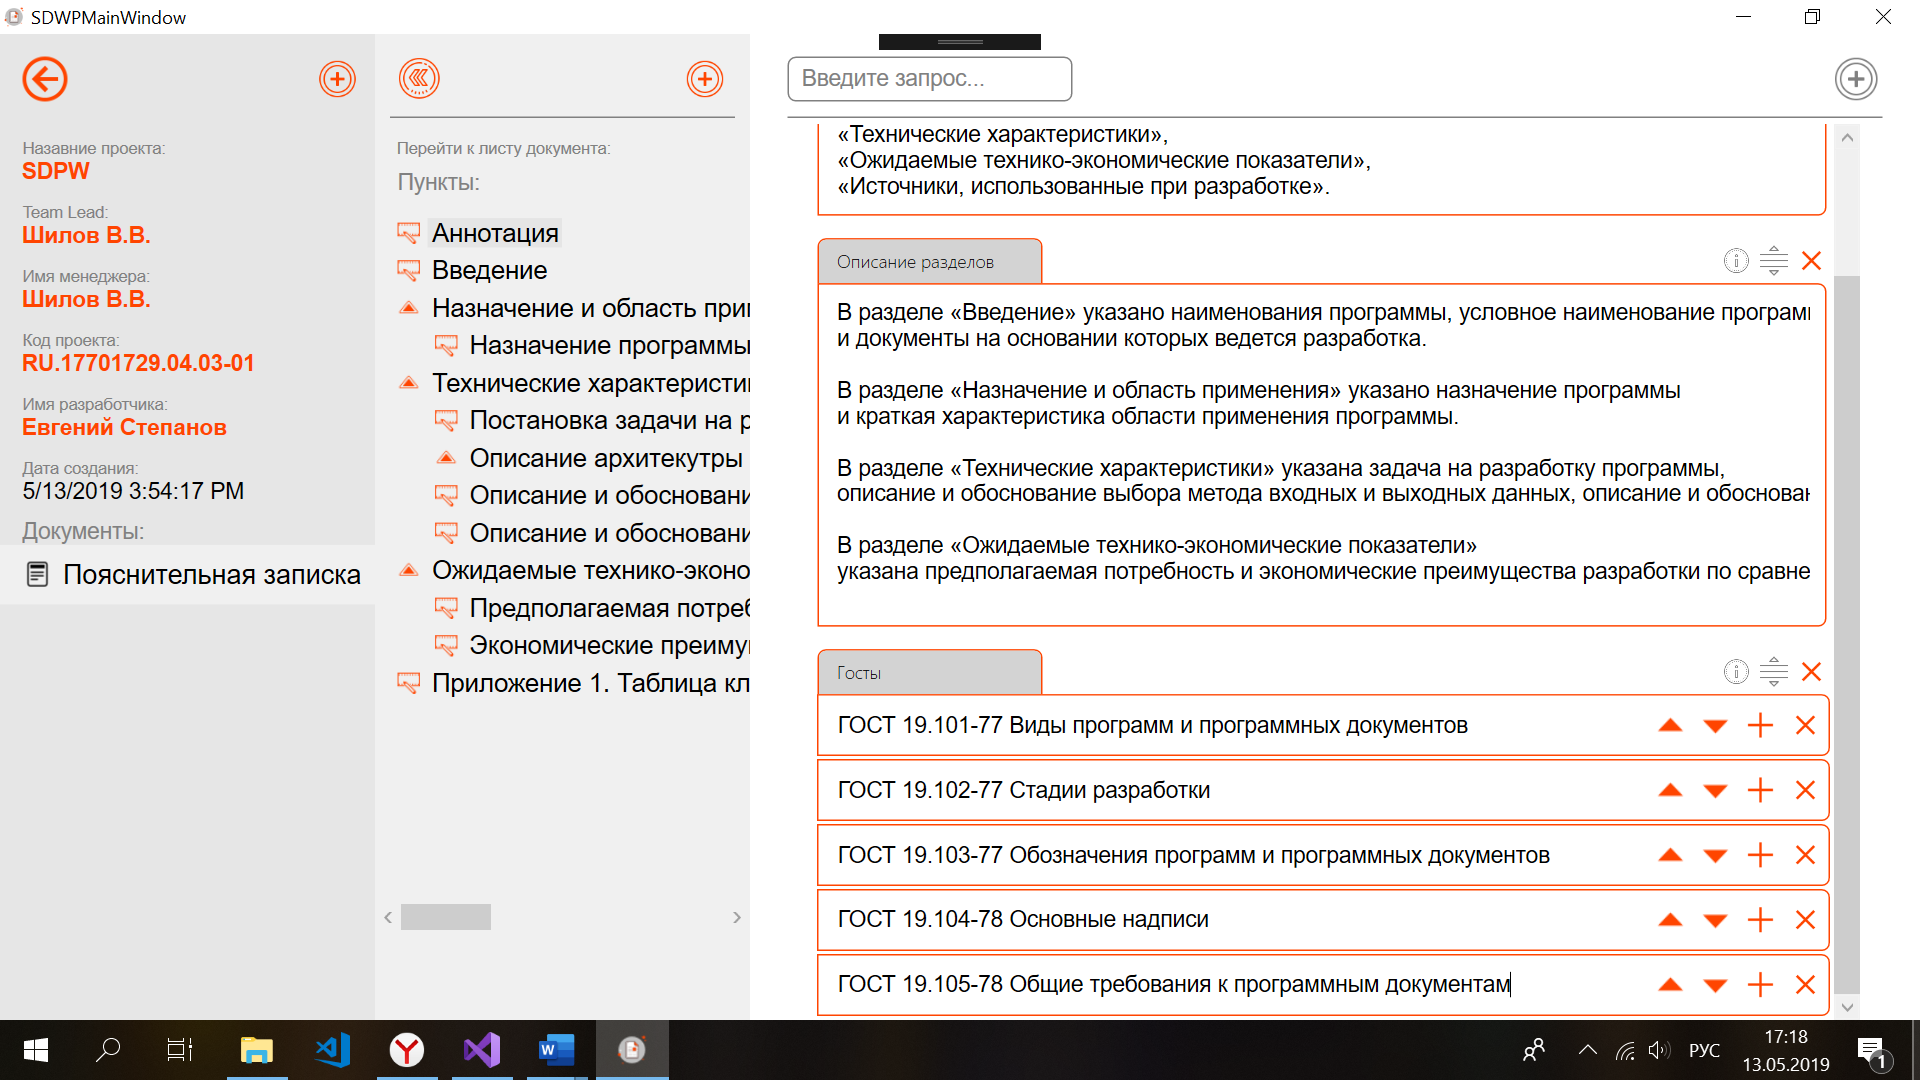 SDWPMainWindow
Назавние проекта:
SDPW
Team Lead:
Шилов В.В.
Имя менеджера:
Шилов В.В.
Код проекта:
RU.17701729.04.03-01
Имя разработчика:
Евгений Степанов
Дата создания:
5/13/2019 3:54:17 PM
Документы:
Пояснительная записка
Перейти к листу документа:
Пункты:
Аннотация
Введение
Назначение и область при
Назначение программы
Технические характеристи
Постановка задачи на р
Описание архитекутры
Описание и обосновани
Описание и обосновани
Ожидаемые технико-эконо
Предполагаемая потреб
Экономические преиму
Приложение 1. Таблица кл
Введите запрос...
«Технические характеристики»,
«Ожидаемые технико-экономические показатели»,
«Источники, использованные при разработке».
Описание разделов
В разделе «Введение» указано наименования программы, условное наименование програм
и документы на основании которых ведется разработка.
В разделе «Назначение и область применения» указано назначение программы
и краткая характеристика области применения программы.
В разделе «Технические характеристики» указана задача на разработку программы,
описание и обоснование выбора метода входных и выходных данных, описание и обоснован
В разделе «Ожидаемые технико-экономические показатели»
указана предполагаемая потребность и экономические преимущества разработки по сравне
Госты
ГОСТ 19.101-77 Виды программ и программных документов
ГОСТ 19.102-77 Стадии разработки
ГОСТ 19.103-77 Обозначения программ и программных документов
ГОСТ 19.104-78 Основные надписи
ГОСТ 19.105-78 Общие требования к программным документам
РУС
17:18
13.05.2019
1